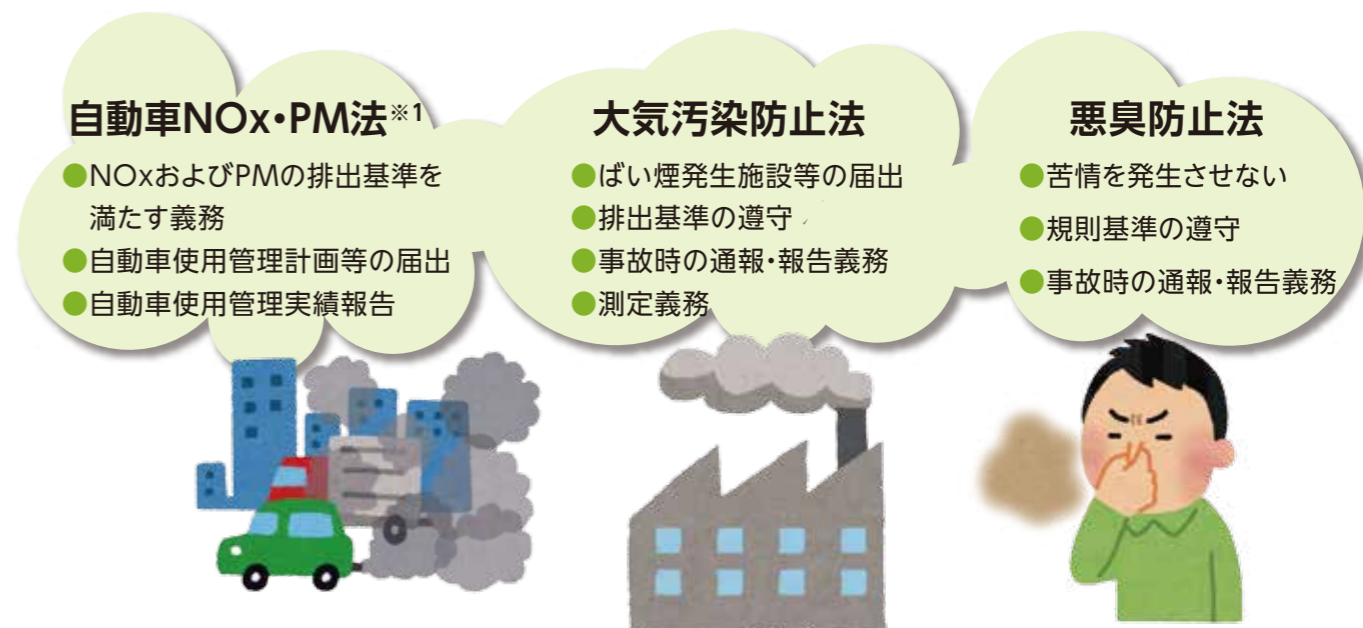 自動車NOx・PM法※1
●NOxおよびPMの排出基準を
満たす義務
●自動車使用管理計画等の届出
●自動車使用管理実績報告
大気汚染防止法
●ばい煙発生施設等の届出
●排出基準の遵守
●事故時の通報・報告義務
●測定義務
悪臭防止法
●苦情を発生させない
●規則基準の遵守
●事故時の通報・報告義務